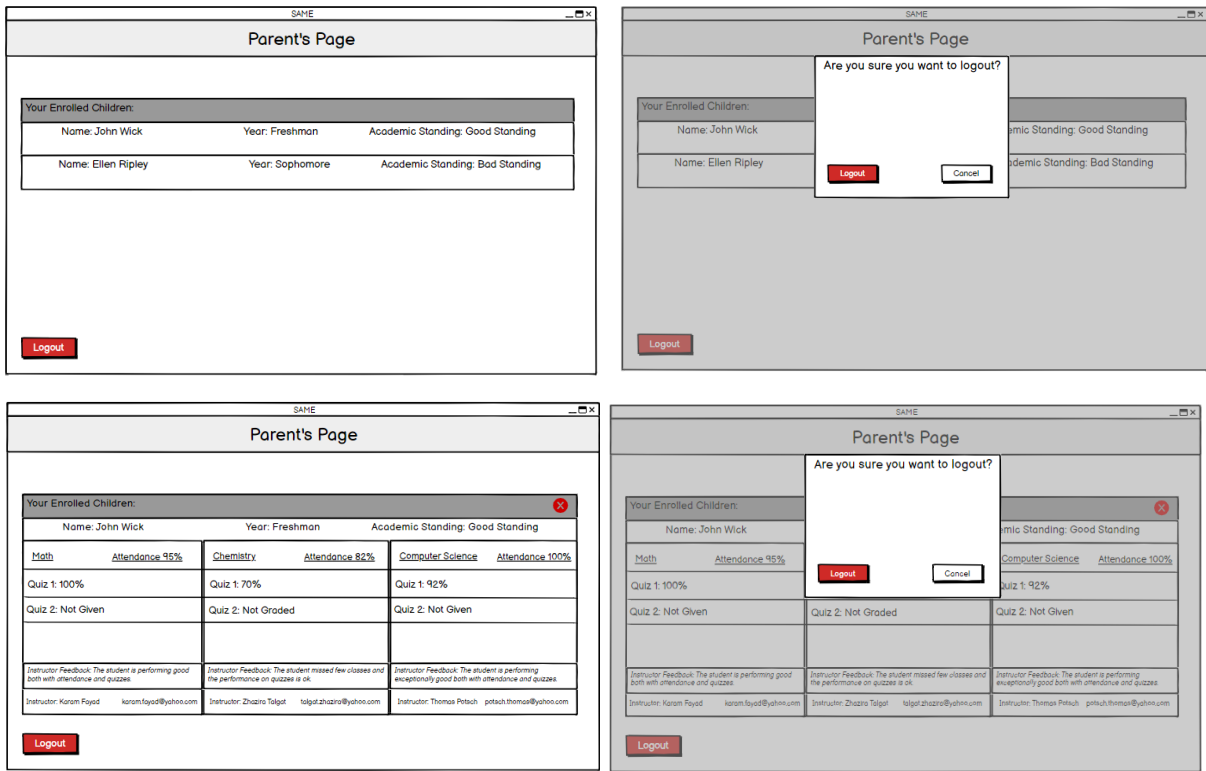 SAME
Parent's Page
Your Enrolled Children:
Name: John Wick Year: Freshman Academic Standing: Good Standing
Name: Ellen Ripley Year: Sophomore Academic Standing: Bad Standing
Logout
SAME
Parent's Page
Are you sure you want to logout?
Your Enrolled Children:
Name: John Wick emic Standing: Good Standing
Name: Ellen Ripley ademic Standing: Bad Standing
Logout Cancel
Logout
SAME
Parent's Page
Your Enrolled Children:
Name: John Wick Year: Freshman Academic Standing: Good Standing
Math Attendance 95% Chemistry Attendance 82% Computer Science Attendance 100%
Quiz 1: 100% Quiz 1: 70% Quiz 1: 92%
Quiz 2: Not Given Quiz 2: Not Graded Quiz 2: Not Given
Instructor Feedback: The student is performing good Instructor Feedback: The student missed few classes and Instructor Feedback: The student is performing
both with attendance and quizzes. the performance on quizzes is ok. exceptionally good both with attendance and quizzes.
Instructor: Karam Fayad karam.fayad@yahoo.com Instructor: Zhazira Talgat talgat.zhazira@yahoo.com Instructor: Thomas Potsch potsch.thomas@yahoo.com
Logout
SAME
Parent's Page
Are you sure you want to logout?
Your Enrolled Children:
Name: John Wick emic Standing: Good Standing
Math Attendance 95% Computer Science Attendance 100%
Logout Cancel
Quiz 1: 100% Quiz 1: 92%
Quiz 2: Not Given Quiz 2: Not Graded Quiz 2: Not Given
Instructor Feedback: The student is performing good Instructor Feedback: The student missed few classes and Instructor Feedback: The student is performing
both with attendance and quizzes. the performance on quizzes is ok. exceptionally good both with attendance and quizzes.
Instructor: Karam Fayad karam.fayad@yahoo.com Instructor: Zhazira Talgat talgat.zhazira@yahoo.com Instructor: Thomas Potsch potsch.thomas@yahoo.com
Logout